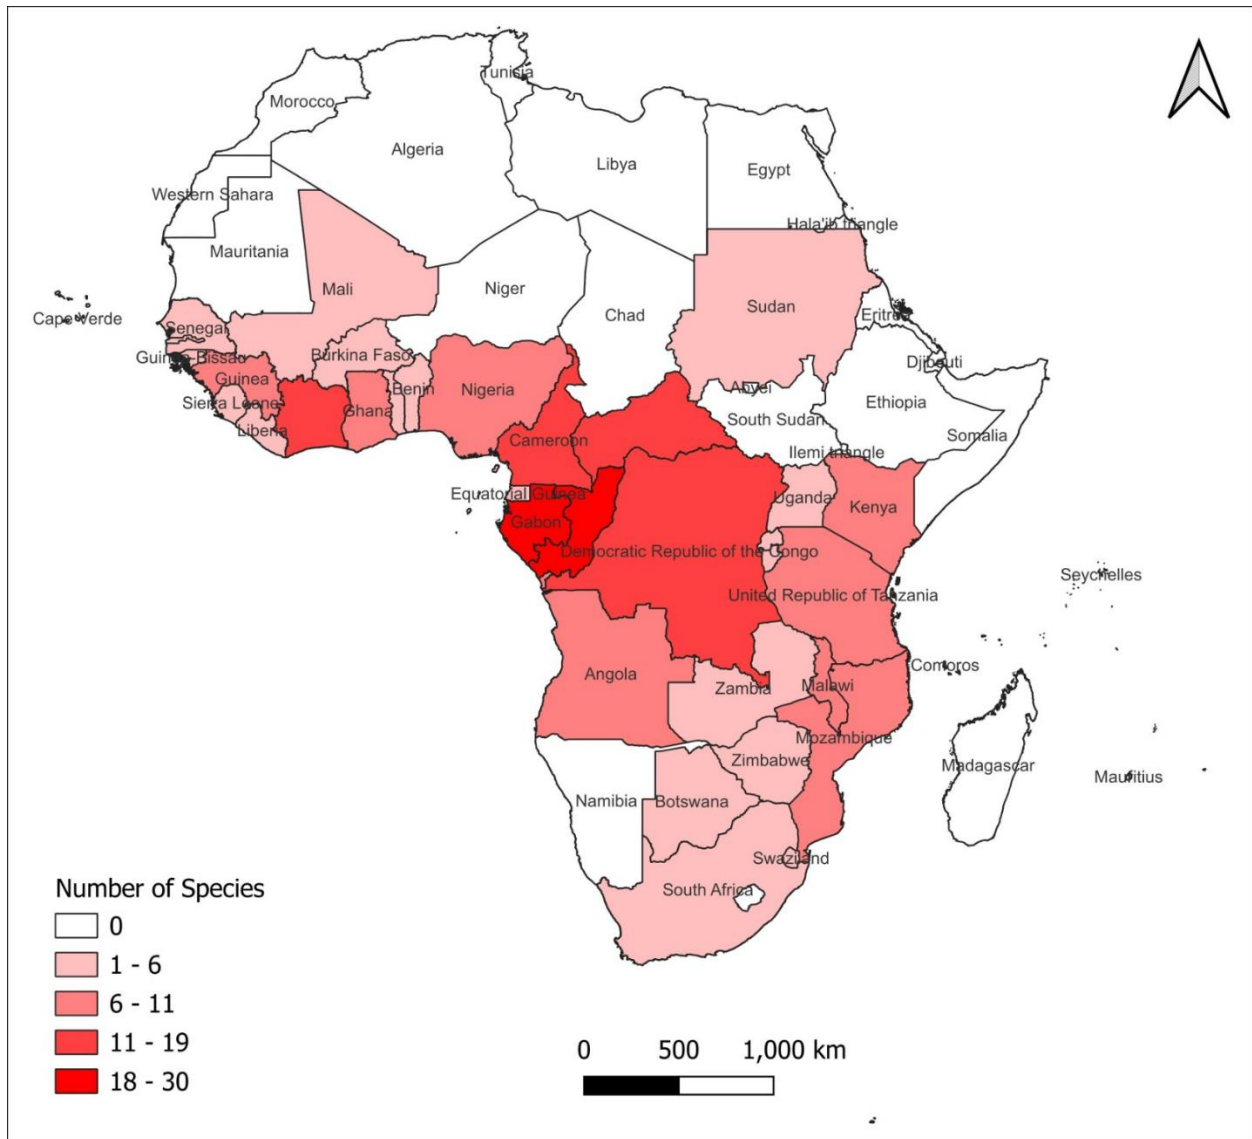 Tunisia
Morocco
Algeria
Libya
Egypt
Western Sahara
Hala'ib triangle
Mauritania
Mali
Niger
Chad
Sudan
Eritrea
Cape Verde
Senegal
Guinea-Bissau
Burkina Faso
Djibouti
Guinea
Benin
Nigeria
Abyei
Ethiopia
Sierra Leone
Ghana
South Sudan
Liberia
Cameroon
Somalia
Ilemi triangle
Equatorial Guinea
Uganda
Kenya
Gabon
Democratic Republic of the Congo
Seychelles
United Republic of Tanzania
Angola
Comoros
Zambia
Malawi
Mozambique
Zimbabwe
Madagascar
Mauritius
Namibia
Botswana
Swaziland
South Africa
Number of Species
0
1 - 6
6 - 11
11 - 19
18 - 30
0 500 1,000 km